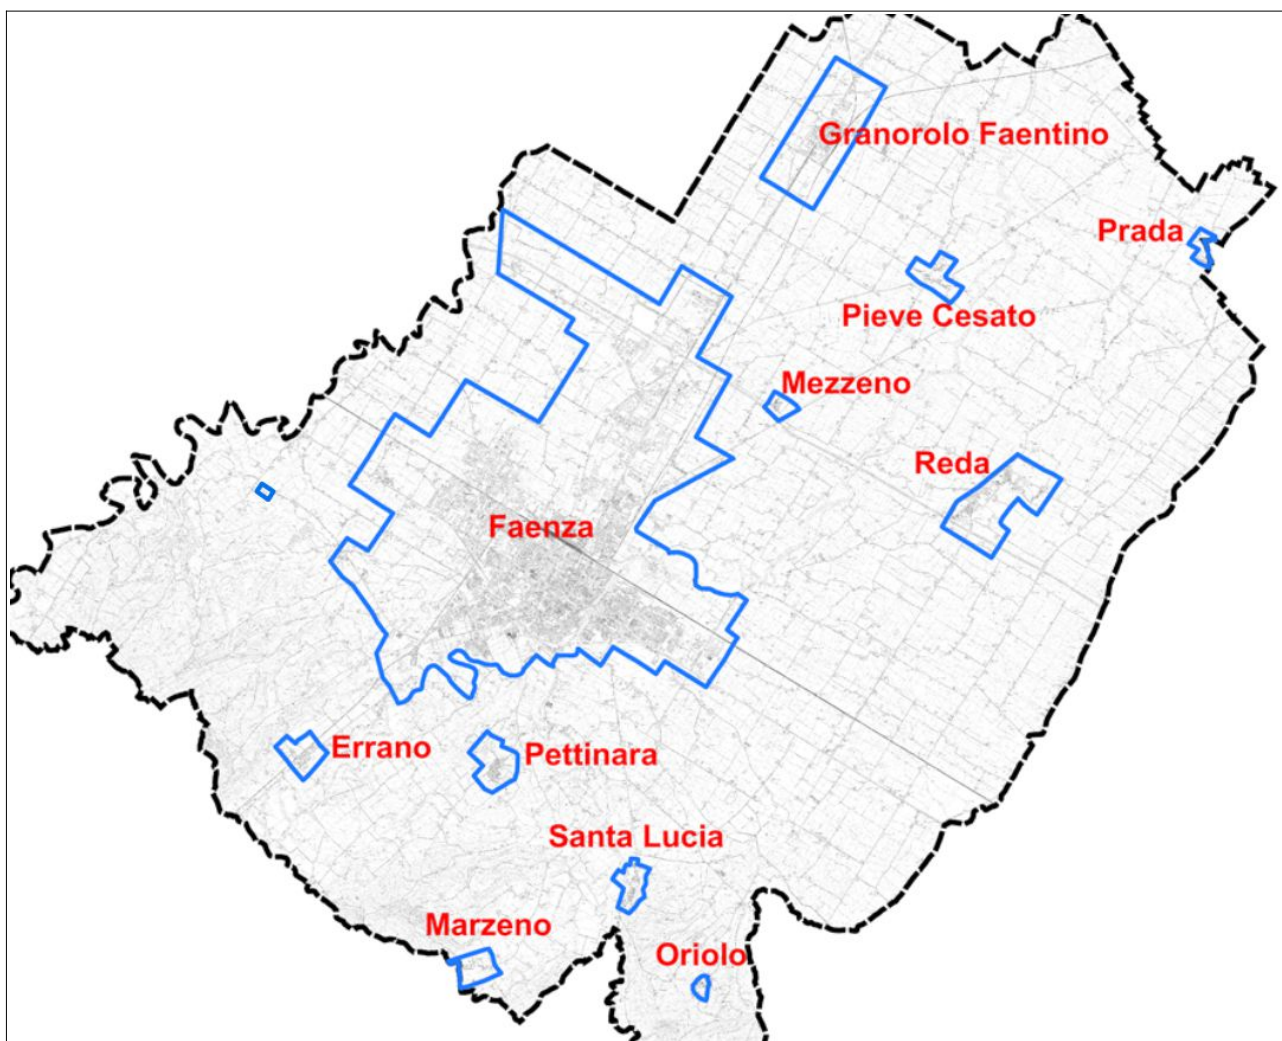 Granorolo Faentino
Prada
Pieve Cesato
Mezzeno
Reda
Faenza
Errano
Pettinara
Santa Lucia
Marzeno
Oriolo